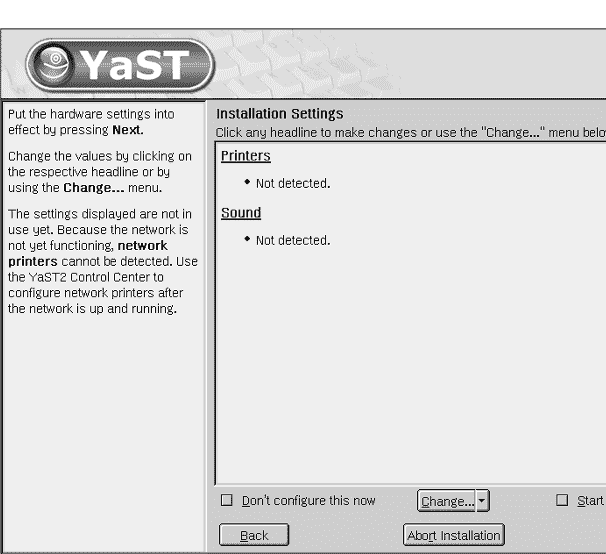 YaST
Put the hardware settings into
effect by pressing Next.
Change the values by clicking on
the respective headline or by
using the Change... menu.
The settings displayed are not in
use yet. Because the network is
not yet functioning, network
printers cannot be detected. Use
the YaST2 Control Center to
configure network printers after
the network is up and running.
Installation Settings
Click any headline to make changes or use the "Change..." menu belo
Printers
• Not detected.
Sound
• Not detected.
Don't configure this now
Change...
Start
Back
Abort Installation